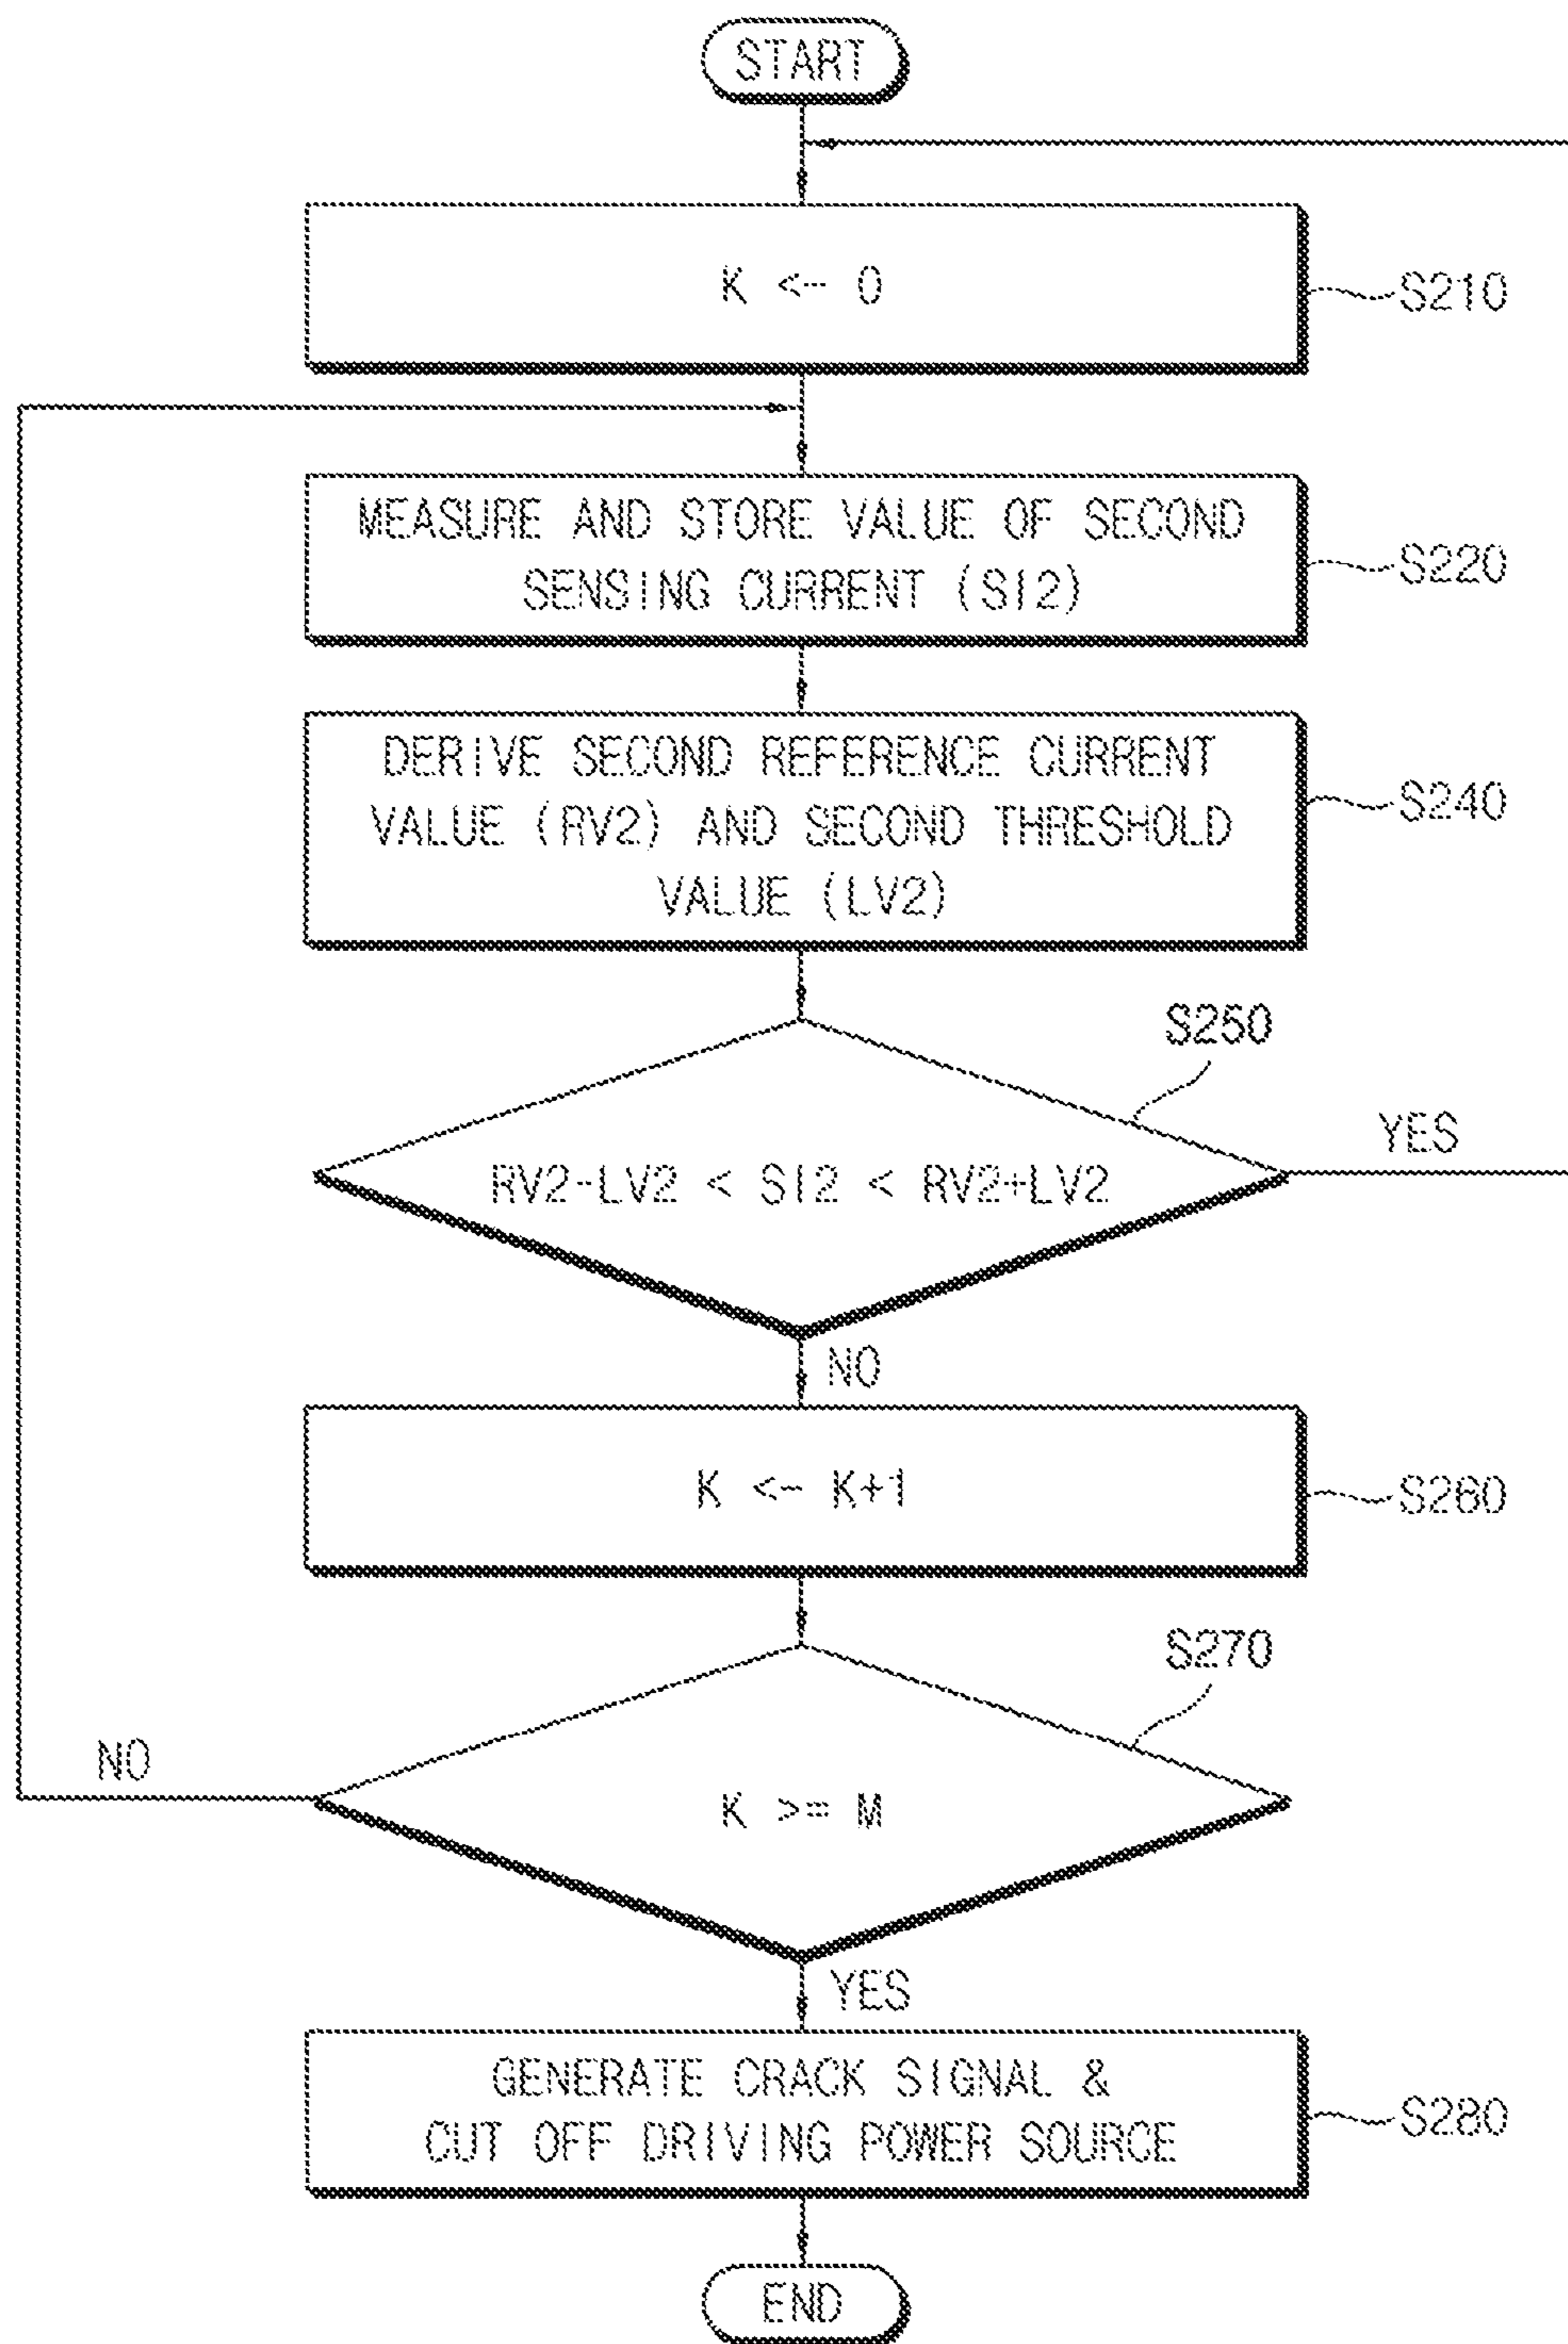 START
K <- 0
S210
MEASURE AND STORE VALUE OF SECOND
SENSING CURRENT (SI2)
S220
DERIVE SECOND REFERENCE CURRENT
VALUE (RV2) AND SECOND THRESHOLD
VALUE (LV2)
S240
S250
YES
RV2-LV2 < SI2 < RV2+LV2
NO
K <- K+1
S260
S270
NO
K >= M
YES
GENERATE CRACK SIGNAL &
CUT OFF DRIVING POWER SOURCE
S280
END